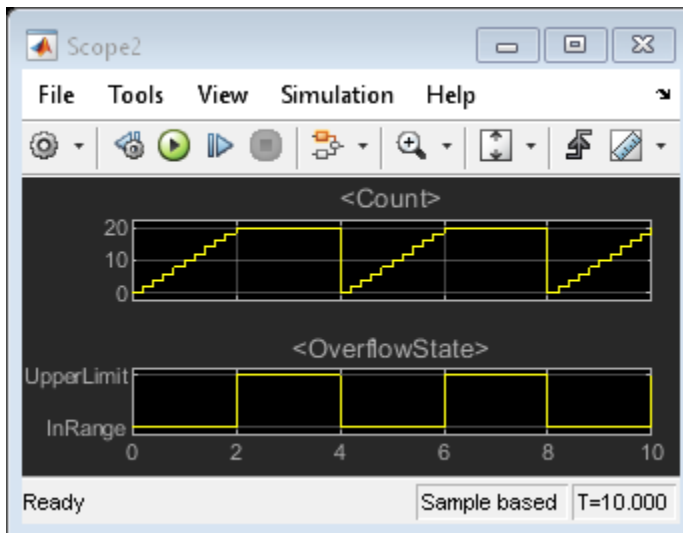 Scope2
File Tools View Simulation Help
<Count>
20
10
0
<OverflowState>
UpperLimit
InRange
0 2 4 6 8 10
Ready Sample based T=10.000